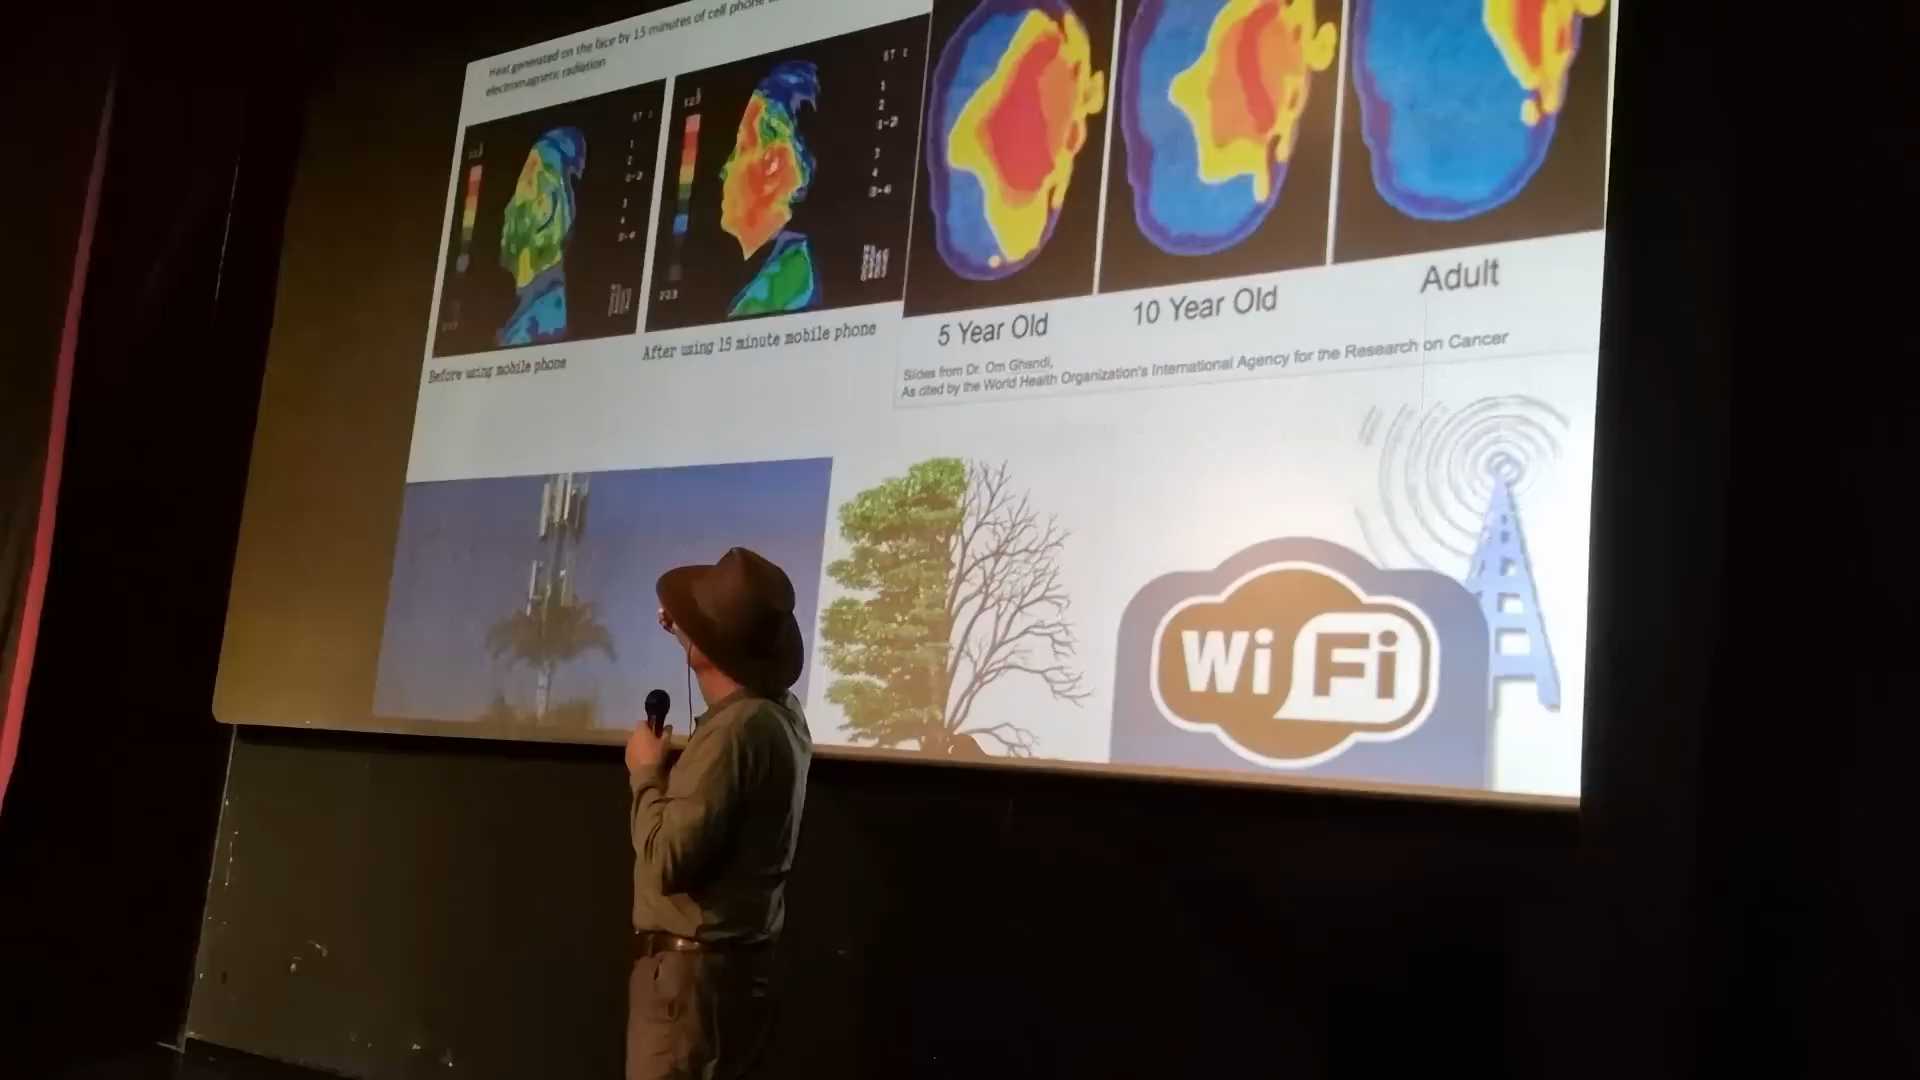 Heat generated on the face by 15 minutes of cell phone
electromagnetic radiation
Before using mobile phone
After using 15 minute mobile phone
5 Year Old
10 Year Old
Adult
Slides from Dr. Om Ghandi,
As cited by the World Health Organization's International Agency for the Research on Cancer
Wi Fi